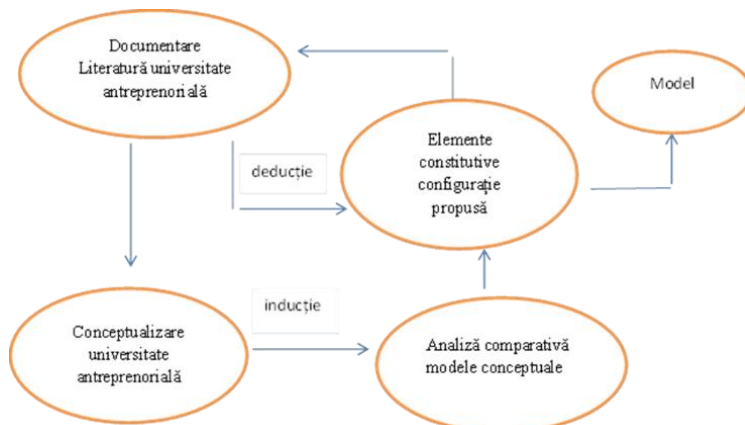 Documentare
Literatură universitate
antreprenorială
Model
Elemente
constitutive
configurație
propusă
deducție
inducție
Conceptualizare
universitate
antreprenorială
Analiză comparativă
modele conceptuale